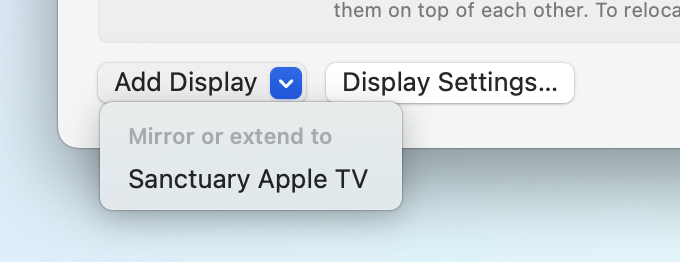 them on top of each other. To reloca
Add Display
Display Settings...
Mirror or extend to
Sanctuary Apple TV